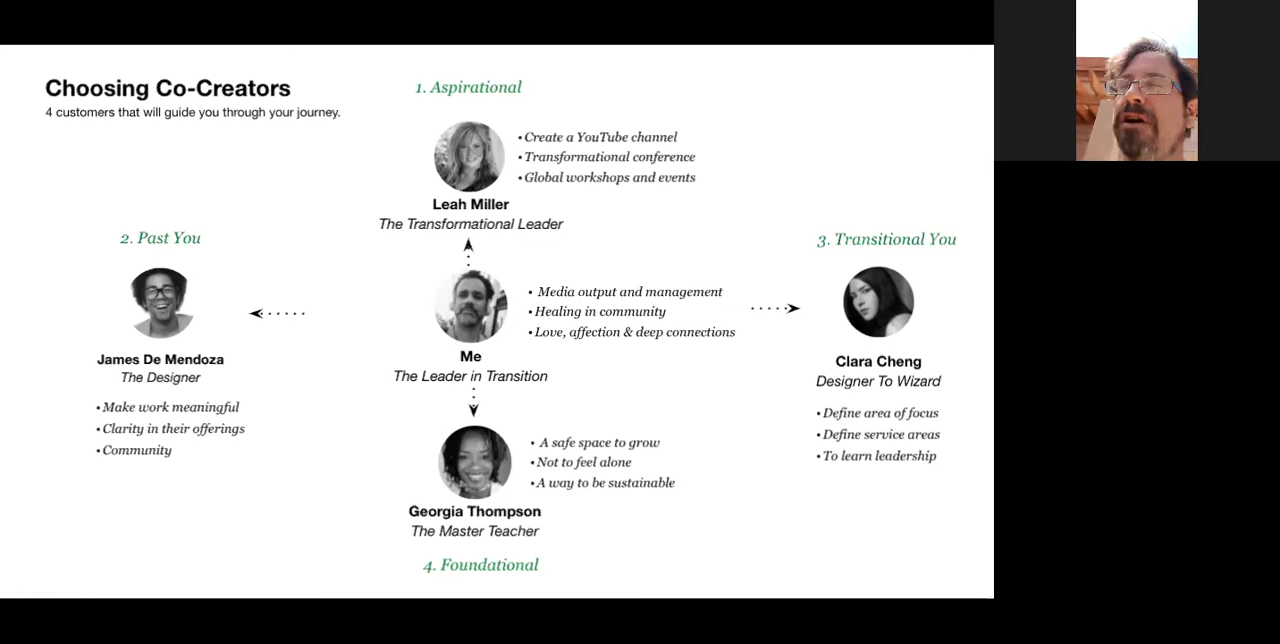 Choosing Co-Creators
4 customers that will guide you through your journey.
1. Aspirational
• Create a YouTube channel
• Transformational conference
• Global workshops and events
Leah Miller
The Transformational Leader
2. Past You
James De Mendoza
The Designer
• Make work meaningful
• Clarity in their offerings
• Community
• Media output and management
• Healing in community
• Love, affection & deep connections
Me
The Leader in Transition
3. Transitional You
Clara Cheng
Designer To Wizard
• Define area of focus
• Define service areas
• To learn leadership
• A safe space to grow
• Not to feel alone
• A way to be sustainable
Georgia Thompson
The Master Teacher
4. Foundational